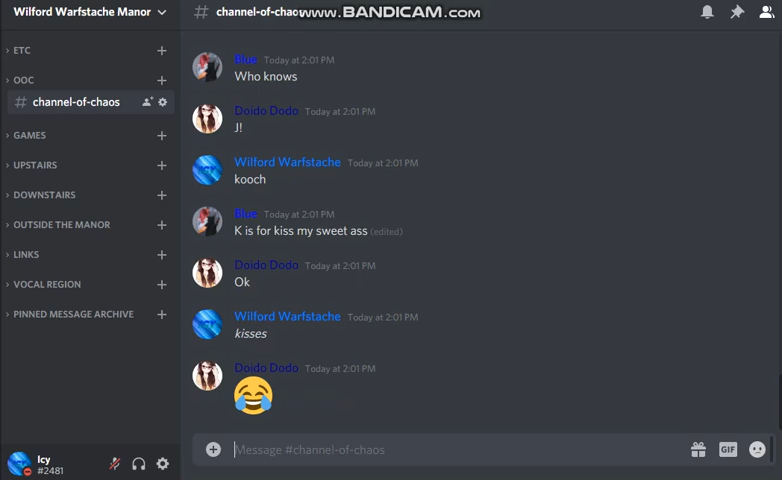 Wilford Warfstache Manor
# channel-of-chaos
www.BANDICAM.com
ETC
OOC
# channel-of-chaos
GAMES
UPSTAIRS
DOWNSTAIRS
OUTSIDE THE MANOR
LINKS
VOCAL REGION
PINNED MESSAGE ARCHIVE
Icy
#2481
Blue Today at 2:01 PM
Who knows
Doido Dodo Today at 2:01 PM
J!
Wilford Warfstache Today at 2:01 PM
kooch
Blue Today at 2:01 PM
K is for kiss my sweet ass (edited)
Doido Dodo Today at 2:01 PM
Ok
Wilford Warfstache Today at 2:01 PM
kisses
Doido Dodo Today at 2:01 PM
😂
Message #channel-of-chaos
GIF